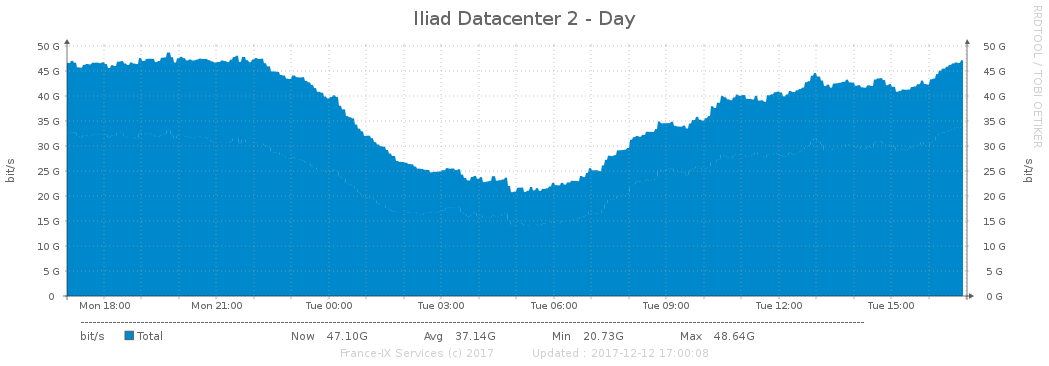 Iliad Datacenter 2 - Day
RRDTOOL / TOBI OETIKER
50 G 50 G
45 G 45 G
40 G 40 G
35 G 35 G
30 G 30 G
25 G 25 G
20 G 20 G
15 G 15 G
10 G 10 G
5 G 5 G
0 0 G
bit/s bit/s
Mon 18:00 Mon 21:00 Tue 00:00 Tue 03:00 Tue 06:00 Tue 09:00 Tue 12:00 Tue 15:00
bit/s Total Now 47.10G Avg 37.14G Min 20.73G Max 48.64G
France-IX Services (c) 2017 Updated : 2017-12-12 17:00:08